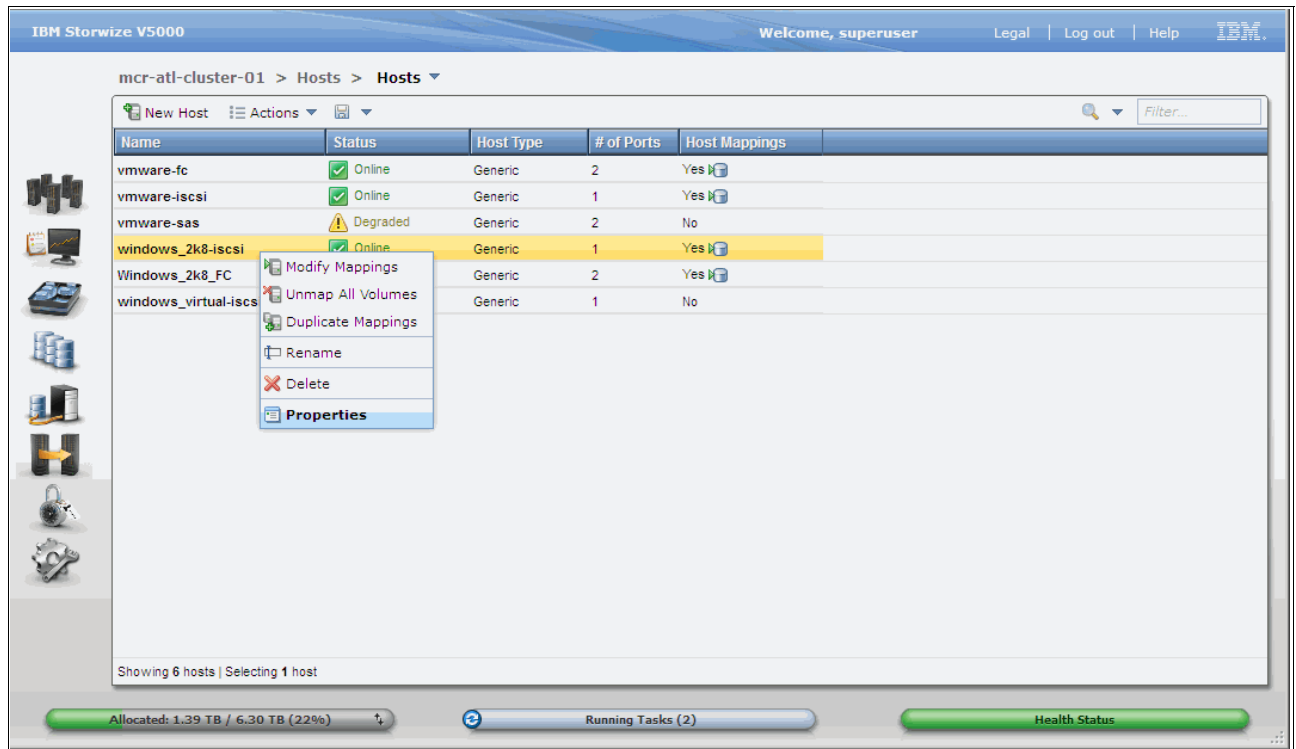 IBM Storwize V5000 Welcome, superuser Legal | Log out | Help IBM.
mcr-atl-cluster-01 > Hosts > Hosts
New Host Actions Filter...
Name Status Host Type # of Ports Host Mappings
vmware-fc Online Generic 2 Yes
vmware-iscsi Online Generic 1 Yes
vmware-sas Degraded Generic 2 No
windows_2k8-iscsi Online Generic 1 Yes
Windows_2k8_FC Generic 2 Yes
windows_virtual-iscs Generic 1 No
Modify Mappings
Unmap All Volumes
Duplicate Mappings
Rename
Delete
Properties
Showing 6 hosts | Selecting 1 host
Allocated: 1.39 TB / 6.30 TB (22%) Running Tasks (2) Health Status